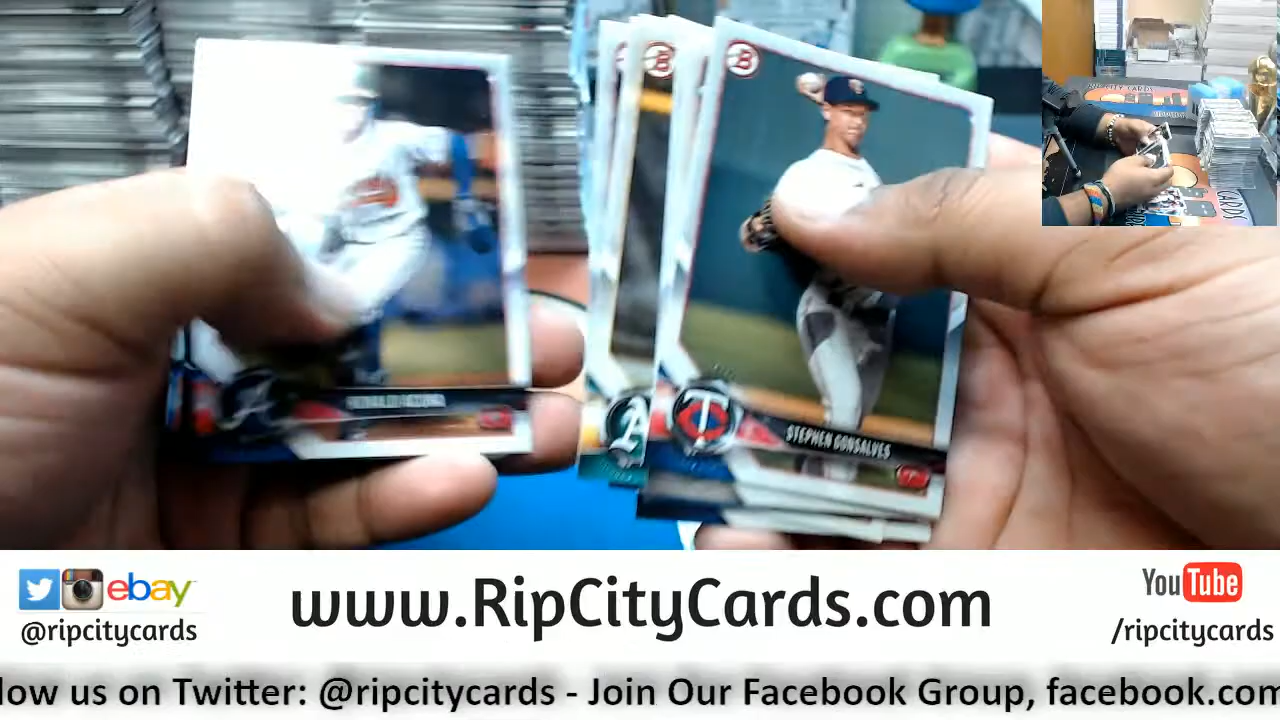 STEPHEN GONSALVES
ebay
@ripcitycards
www.RipCityCards.com
YouTube
/ripcitycards
low us on Twitter: @ripcitycards - Join Our Facebook Group, facebook.com